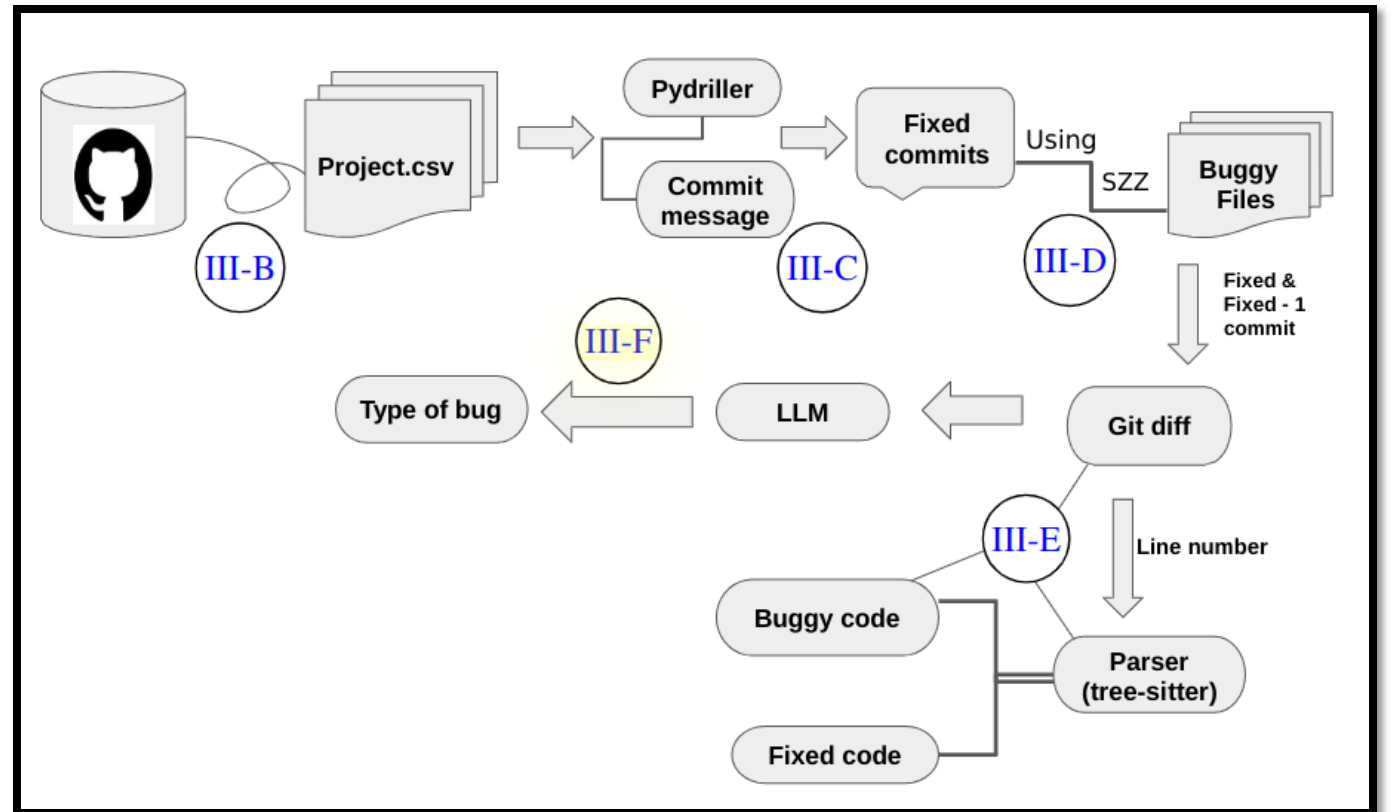 Project.csv
III-B
Pydriller
Commit
message
III-C
Fixed
commits
Using
SZZ
III-D
Buggy
Files
Fixed &
Fixed - 1
commit
Git diff
LLM
III-F
Type of bug
III-E
Line number
Parser
(tree-sitter)
Buggy code
Fixed code